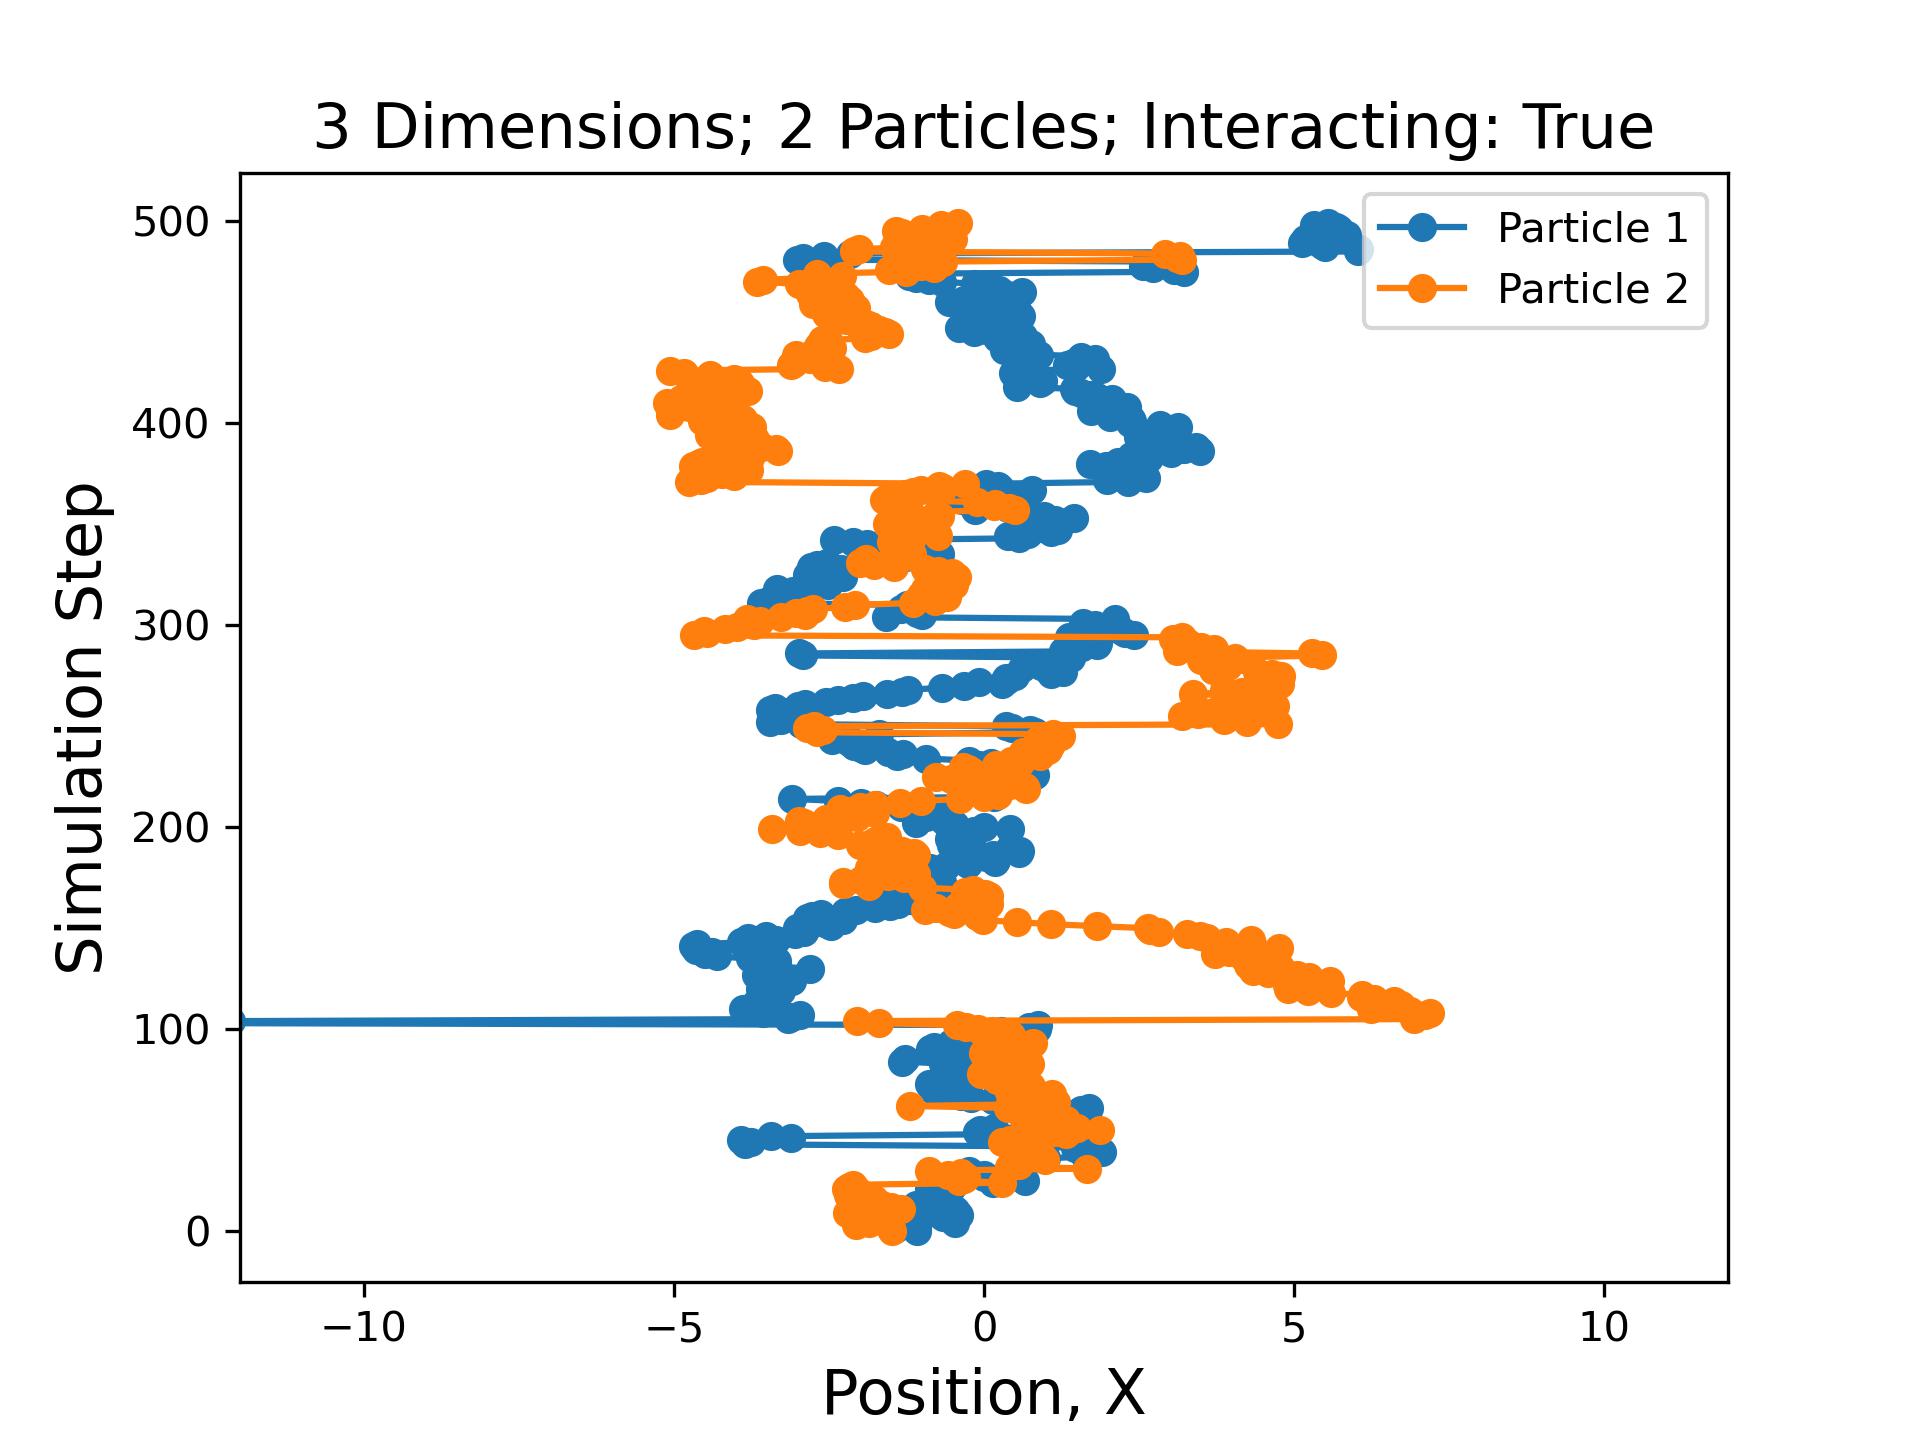 3 Dimensions; 2 Particles; Interacting: True
Particle 1
Particle 2
Simulation Step
500
400
300
200
100
0
−10
−5
0
5
10
Position, X